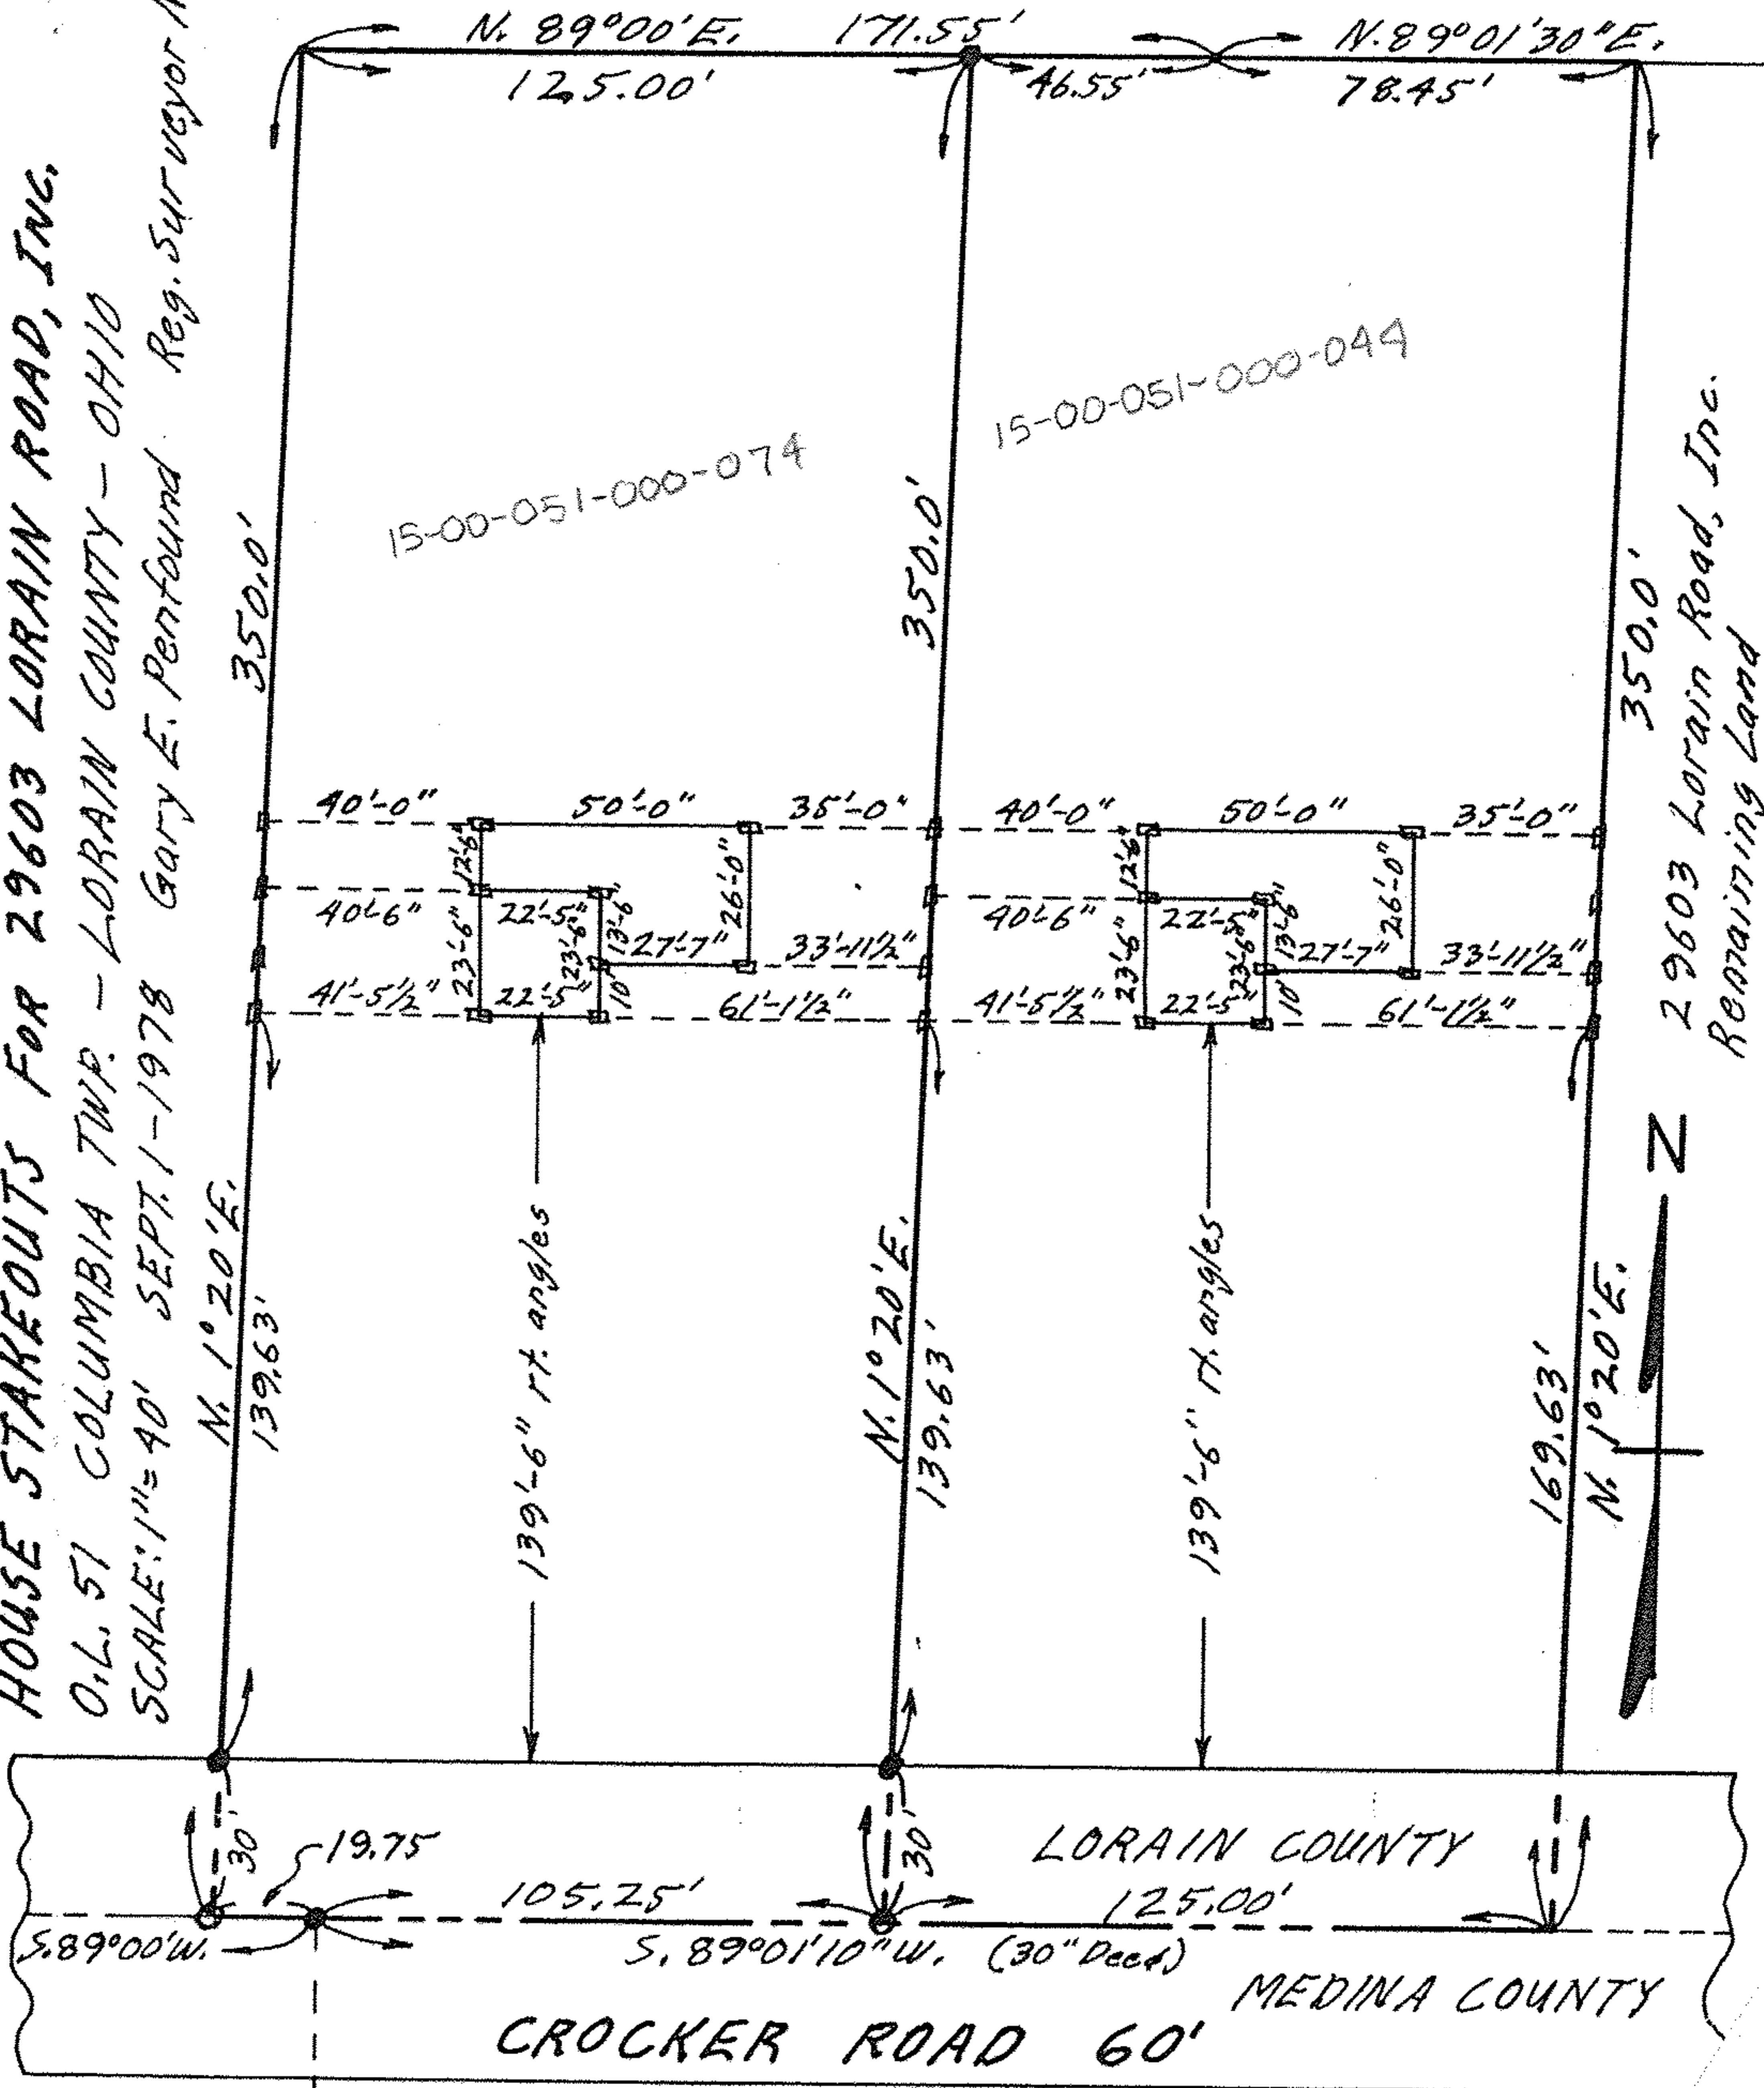 HOUSE STAKEOUTS FOR 29603 LORAIN ROAD, INC.
O.L. 51 COLUMBIA TWP. - LORAIN COUNTY - OHIO
SCALE: 1"=40' SEPT. 1-1978 Gary E. Penfound Reg. Surveyor
N. 89°00'E. 171.55' N.89°01'30"E.
125.00' 46.55' 78.45'
15-00-051-000-074
15-00-051-000-044
350.0'
350.0'
350.0'
29603 Lorain Road, Inc.
Remaining Land
40'-0" 50'-0" 35'-0" 40'-0" 50'-0" 35'-0"
12'-6" 26'-0" 12'-6" 26'-0"
40'-6" 22'-5" 13'-6" 40'-6" 22'-5" 13'-6"
23'-6" 23'-6" 27'-7" 33'-11½" 23'-6" 23'-6" 27'-7" 33'-11½"
41'-5½" 22'-5" 10' 61'-1½" 41'-5½" 22'-5" 10' 61'-1½"
N. 1°20'E.
139.63'
139'-6" rt. angles
N. 1°20'E.
139.63'
139'-6" rt. angles
169.63'
N. 1°20'E.
N
30' 19.75 30' LORAIN COUNTY
105.25' 125.00'
S.89°00'W. S. 89°01'10"W. (30" Deed)
MEDINA COUNTY
CROCKER ROAD 60'